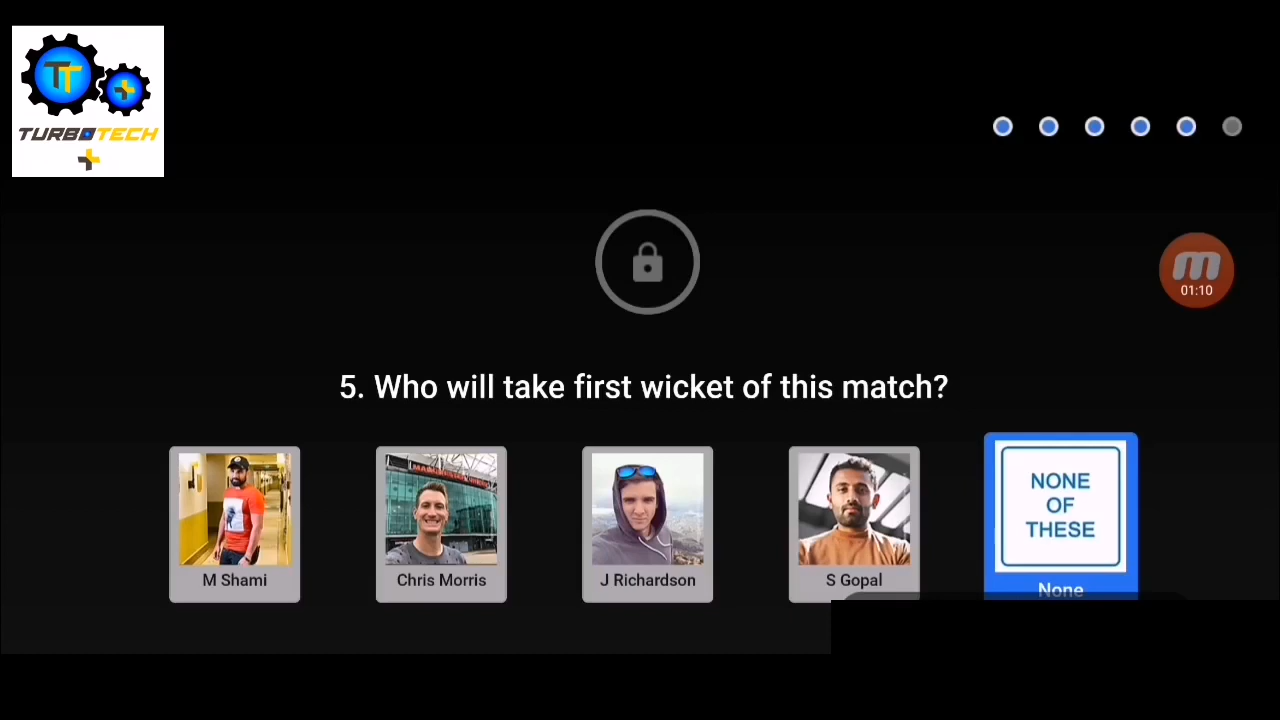 TT
TURBOTECH
m
01:10
5. Who will take first wicket of this match?
NONE
OF
THESE
M Shami
Chris Morris
J Richardson
S Gopal
None